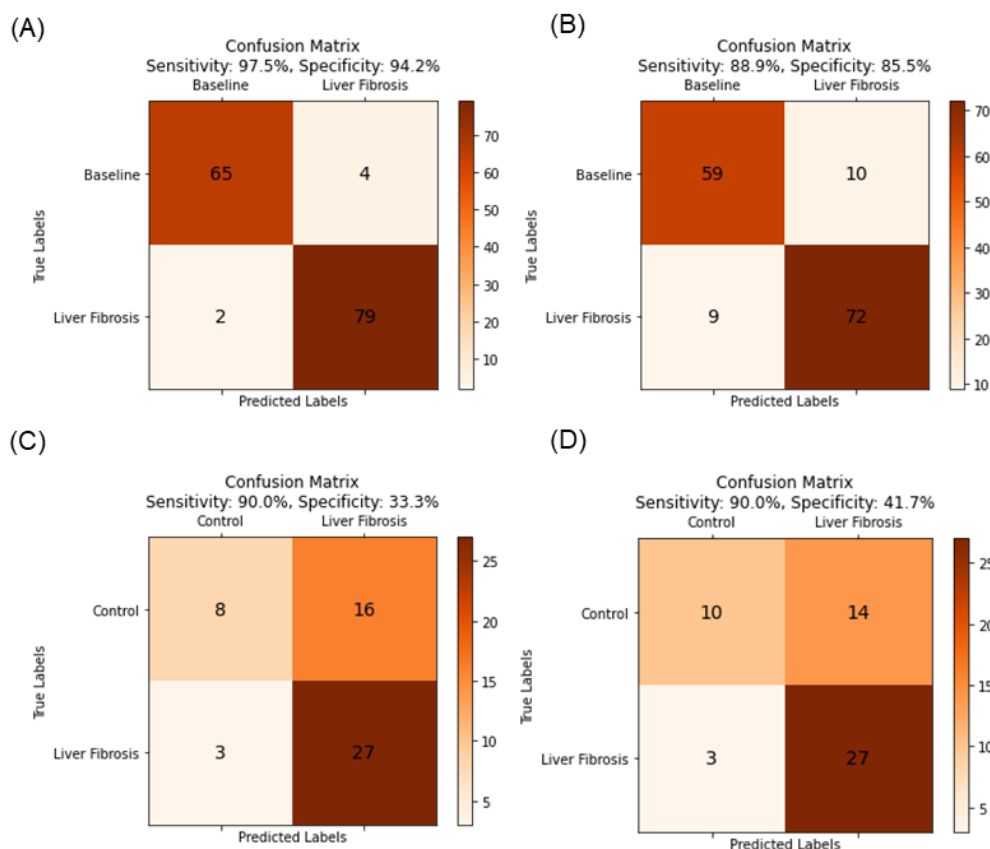 (A)
Confusion Matrix
Sensitivity: 97.5%, Specificity: 94.2%
Baseline Liver Fibrosis
Baseline
Liver Fibrosis
True Labels
65 4
2 79
Predicted Labels
70
60
50
40
30
20
10
(B)
Confusion Matrix
Sensitivity: 88.9%, Specificity: 85.5%
Baseline Liver Fibrosis
Baseline
Liver Fibrosis
True Labels
59 10
9 72
Predicted Labels
70
60
50
40
30
20
10
(C)
Confusion Matrix
Sensitivity: 90.0%, Specificity: 33.3%
Control Liver Fibrosis
Control
Liver Fibrosis
True Labels
8 16
3 27
Predicted Labels
25
20
15
10
5
(D)
Confusion Matrix
Sensitivity: 90.0%, Specificity: 41.7%
Control Liver Fibrosis
Control
Liver Fibrosis
True Labels
10 14
3 27
Predicted Labels
25
20
15
10
5